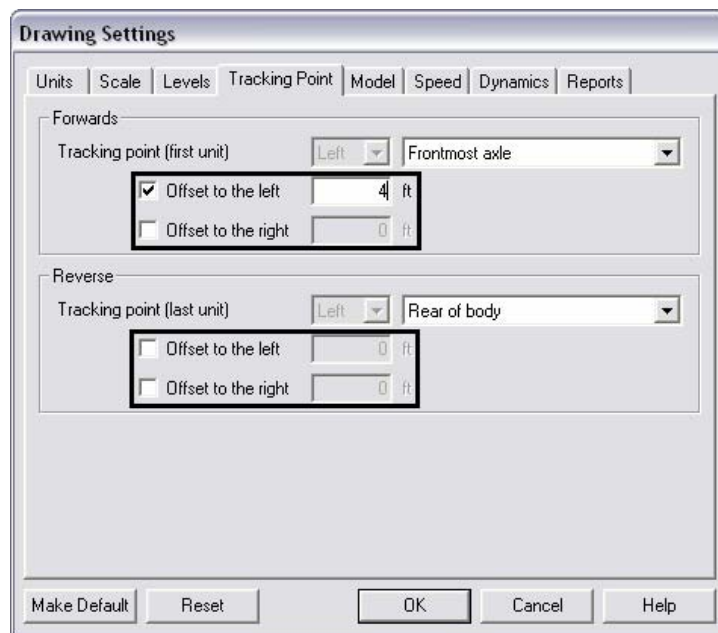 Drawing Settings
Units Scale Levels Tracking Point Model Speed Dynamics Reports
Forwards
Tracking point (first unit) Left Frontmost axle
Offset to the left 4 ft
Offset to the right 0 ft
Reverse
Tracking point (last unit) Left Rear of body
Offset to the left 0 ft
Offset to the right 0 ft
Make Default Reset OK Cancel Help